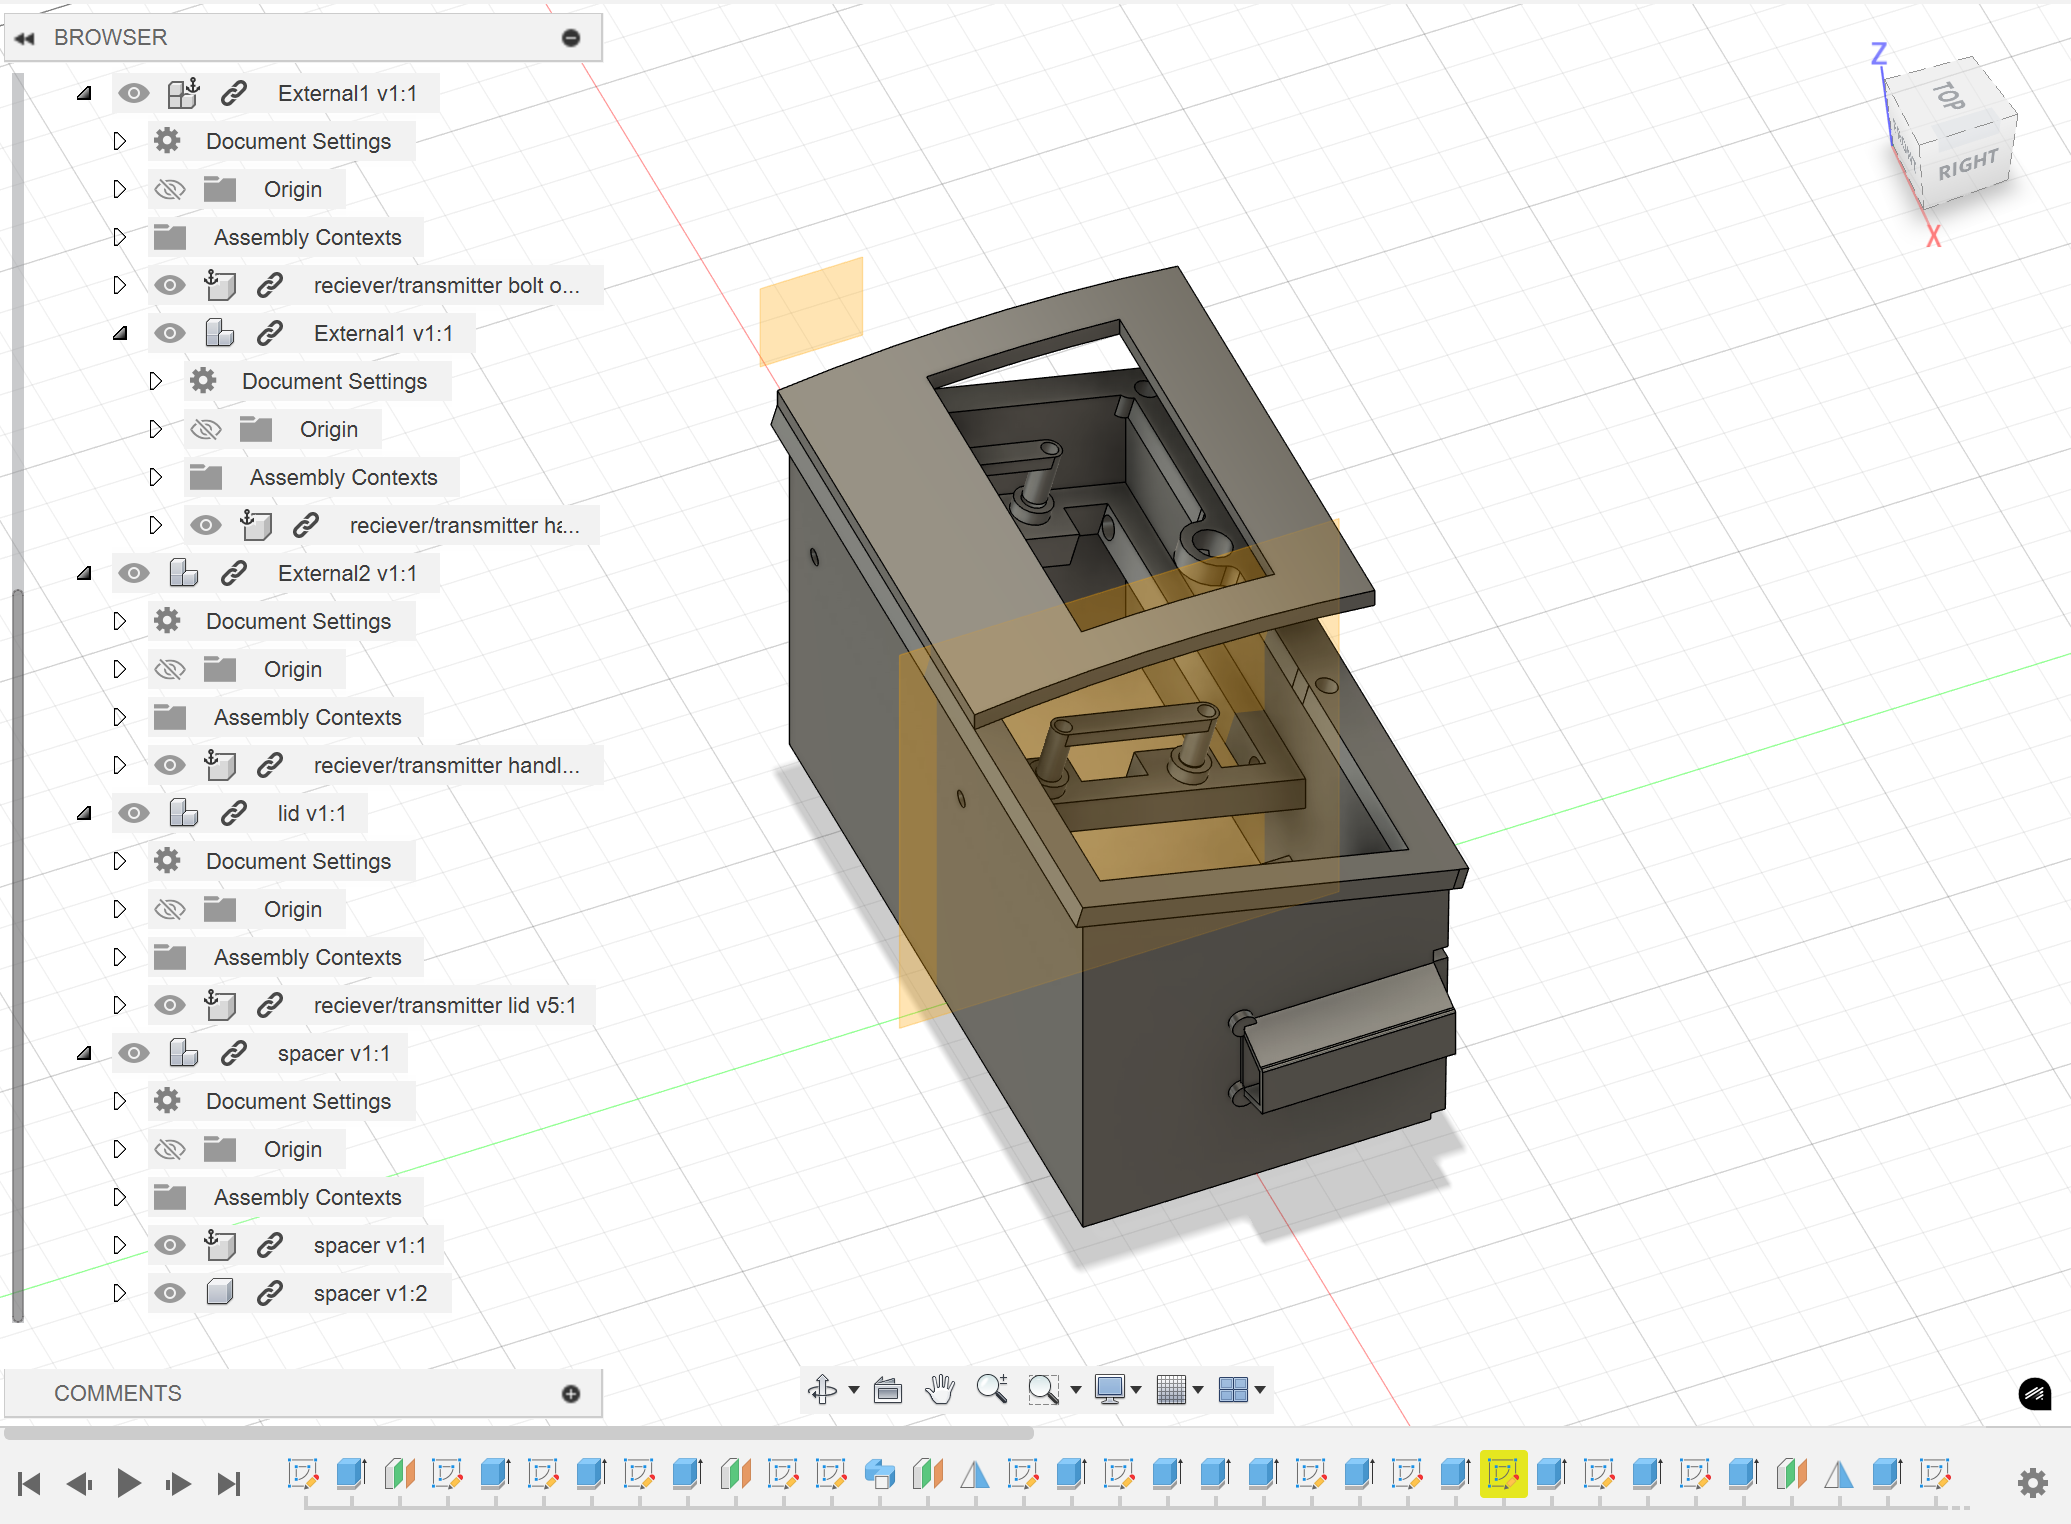 BROWSER
External1 v1:1
Document Settings
Origin
Assembly Contexts
reciever/transmitter bolt o...
External1 v1:1
Document Settings
Origin
Assembly Contexts
reciever/transmitter ha...
External2 v1:1
Document Settings
Origin
Assembly Contexts
reciever/transmitter handl...
lid v1:1
Document Settings
Origin
Assembly Contexts
reciever/transmitter lid v5:1
spacer v1:1
Document Settings
Origin
Assembly Contexts
spacer v1:1
spacer v1:2
COMMENTS
Z
TOP
FRONT
RIGHT
X